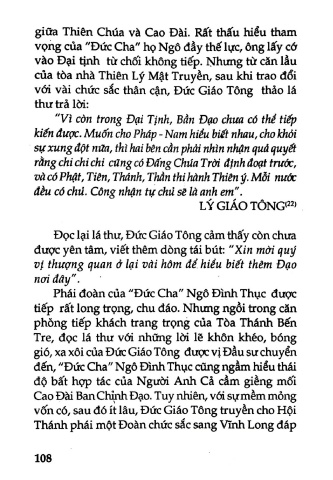 giữa Thiên Chúa và Cao Đài. Rất thấu hiểu tham
vọng của "Đức Cha" họ Ngô đầy thế lực, ông lấy cớ
vào Đại tịnh từ chối không tiếp. Nhưng từ căn lầu
của tòa nhà Thiên Lý Mật Truyền, sau khi trao đổi
với vài chức sắc thân cận, Đức Giáo Tông thảo lá
thư trả lời:
"Vì còn trong Đại Tịnh, Bần Đạo chưa có thể tiếp
kiến được. Muốn cho Pháp - Nam hiểu biết nhau, cho khỏi
sự xung đột nữa, thì hai bên cần phải nhìn nhận quả quyết
rằng chi chi chi cũng có Đấng Chúa Trời định đoạt trước,
và có Phật, Tiên, Thánh, Thần thi hành Thiên ý. Mỗi nước
đều có chủ. Công nhận tự chủ sẽ là anh em".
LÝ GIÁO TÔNG(22)
Đọc lại lá thư, Đức Giáo Tông cảm thấy còn chưa
được yên tâm, viết thêm dòng tái bút: "Xin mời quý
vị thượng quan ở lại vài hôm để hiểu biết thêm Đạo
nơi đây".
Phái đoàn của "Đức Cha" Ngô Đình Thục được
tiếp rất long trọng, chu đáo. Nhưng ngồi trong căn
phòng tiếp khách trang trọng của Tòa Thánh Bến
Tre, đọc lá thư với những lời lẽ khôn khéo, bóng
gió, xa xôi của Đức Giáo Tông được vị Đầu sư chuyển
đến, "Đức Cha" Ngô Đình Thục cũng ngầm hiểu thái
độ bất hợp tác của Người Anh Cả cầm giềng mối
Cao Đài Ban Chỉnh Đạo. Tuy nhiên, với sự mềm mỏng
vốn có, sau đó ít lâu, Đức Giáo Tông truyền cho Hội
Thánh phái một Đoàn chức sắc sang Vĩnh Long đáp
108